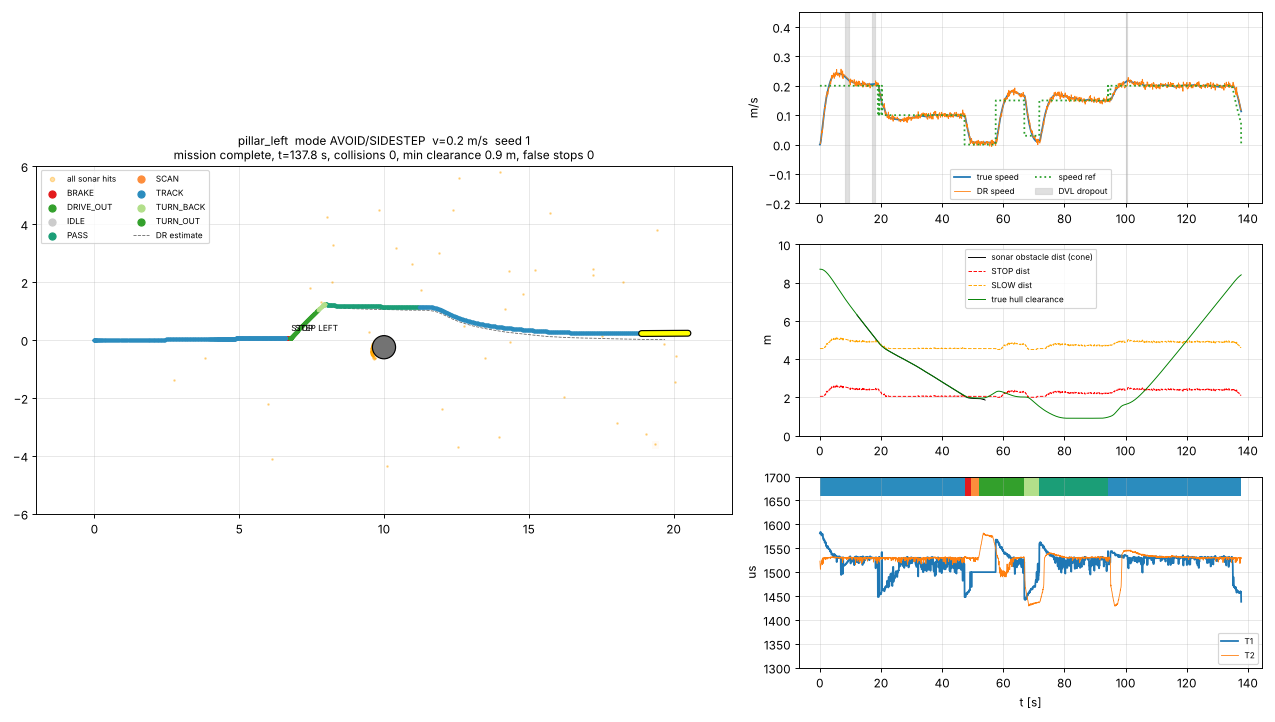 pillar_left  mode AVOID/SIDESTEP  v=0.2 m/s  seed 1
mission complete, t=137.8 s, collisions 0, min clearance 0.9 m, false stops 0
all sonar hits
BRAKE
DRIVE_OUT
IDLE
PASS
SCAN
TRACK
TURN_BACK
TURN_OUT
DR estimate
6
4
2
0
−2
−4
−6
0
5
10
15
20
m/s
0.4
0.3
0.2
0.1
0.0
−0.1
−0.2
true speed
DR speed
speed ref
DVL dropout
0
20
40
60
80
100
120
140
m
10
8
6
4
2
0
sonar obstacle dist (cone)
STOP dist
SLOW dist
true hull clearance
0
20
40
60
80
100
120
140
us
1700
1650
1600
1550
1500
1450
1400
1350
1300
T1
T2
0
20
40
60
80
100
120
140
t [s]